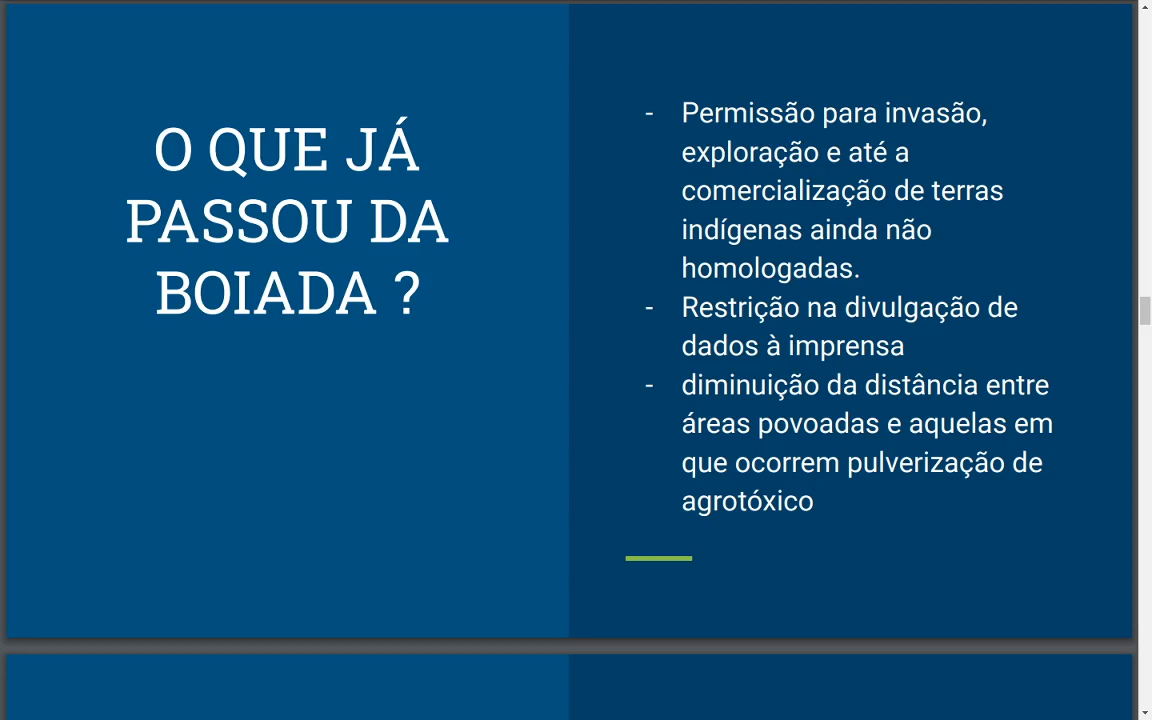 O QUE JÁ
PASSOU DA
BOIADA ?
- Permissão para invasão,
exploração e até a
comercialização de terras
indígenas ainda não
homologadas.
- Restrição na divulgação de
dados à imprensa
- diminuição da distância entre
áreas povoadas e aquelas em
que ocorrem pulverização de
agrotóxico